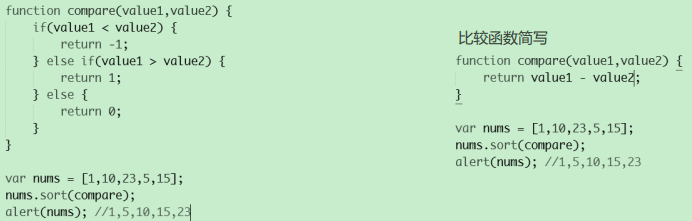 function compare(value1,value2) {
    if(value1 < value2) {
        return -1;
    } else if(value1 > value2) {
        return 1;
    } else {
        return 0;
    }
}
var nums = [1,10,23,5,15];
nums.sort(compare);
alert(nums); //1,5,10,15,23
比较函数简写
function compare(value1,value2) {
    return value1 - value2;
}
var nums = [1,10,23,5,15];
nums.sort(compare);
alert(nums); //1,5,10,15,23